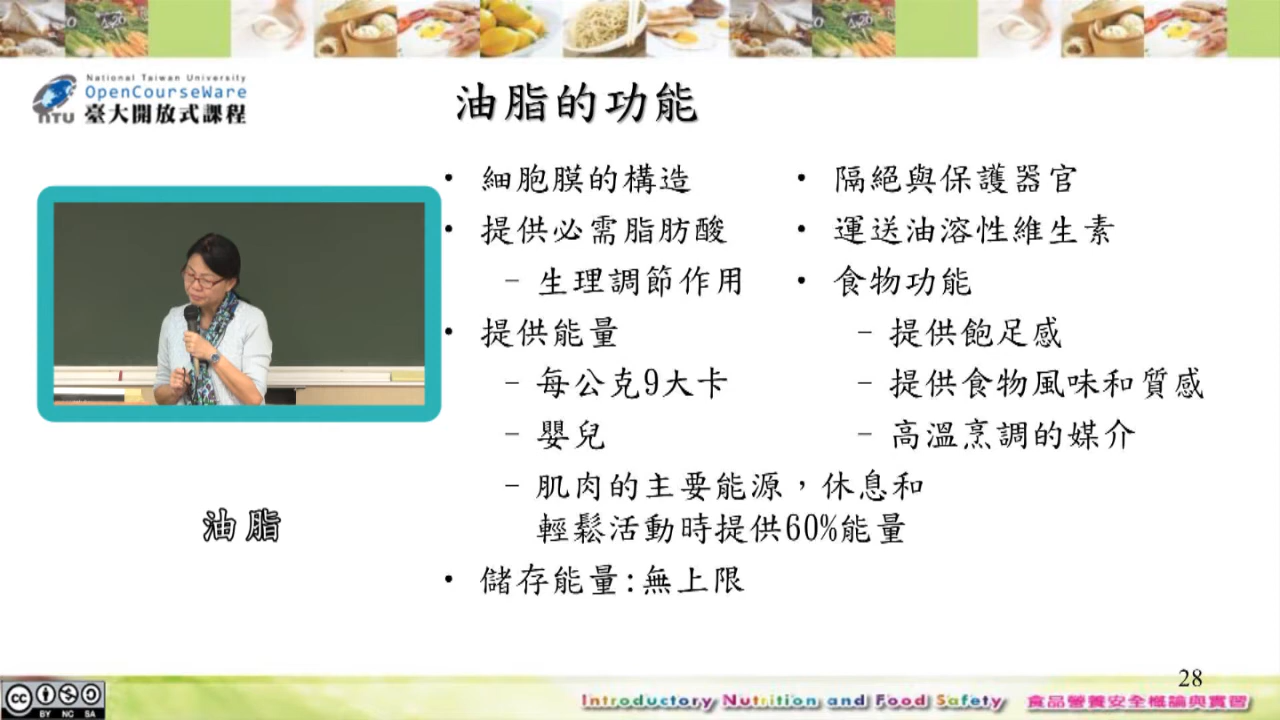 National Taiwan University
OpenCourseWare
臺大開放式課程
NTU
油脂的功能
• 細胞膜的構造
• 提供必需脂肪酸
– 生理調節作用
• 提供能量
– 每公克9大卡
– 嬰兒
– 肌肉的主要能源，休息和
輕鬆活動時提供60%能量
• 儲存能量:無上限
• 隔絕與保護器官
• 運送油溶性維生素
• 食物功能
– 提供飽足感
– 提供食物風味和質感
– 高溫烹調的媒介
油脂
28
cc
BY NC SA
Introductory Nutrition and Food Safety 食品營養安全概論與實習